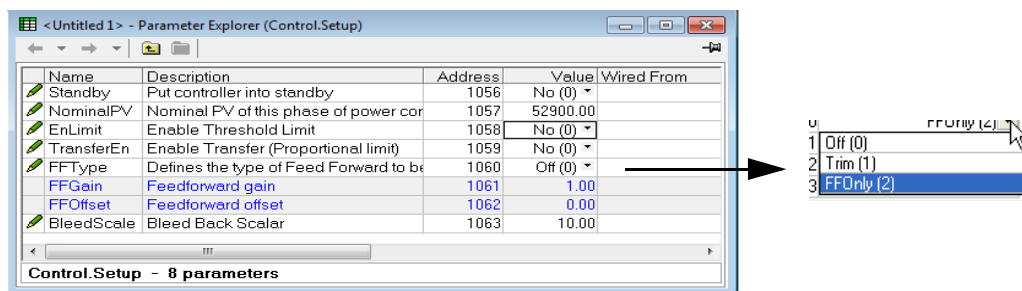 <Untitled 1> - Parameter Explorer (Control.Setup)
Name Description Address Value Wired From
Standby Put controller into standby 1056 No (0)
NominalPV Nominal PV of this phase of power cor 1057 52900.00
EnLimit Enable Threshold Limit 1058 No (0)
TransferEn Enable Transfer (Proportional limit) 1059 No (0)
FFType Defines the type of Feed Forward to be 1060 Off (0)
FFGain Feedforward gain 1061 1.00
FFOffset Feedforward offset 1062 0.00
BleedScale Bleed Back Scalar 1063 10.00
Control.Setup - 8 parameters
0 FFOnly (2)
1 Off (0)
2 Trim (1)
3 FFOnly (2)